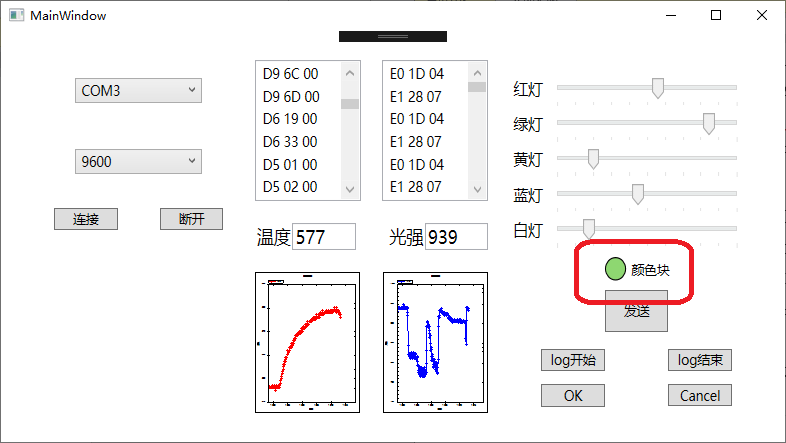 MainWindow
COM3
9600
连接
断开
D9 6C 00
D9 6D 00
D6 19 00
D6 33 00
D5 01 00
D5 02 00
E0 1D 04
E1 28 07
E0 1D 04
E1 28 07
E0 1D 04
E1 28 07
温度 577
光强 939
红灯
绿灯
黄灯
蓝灯
白灯
颜色块
发送
log开始
log结束
OK
Cancel